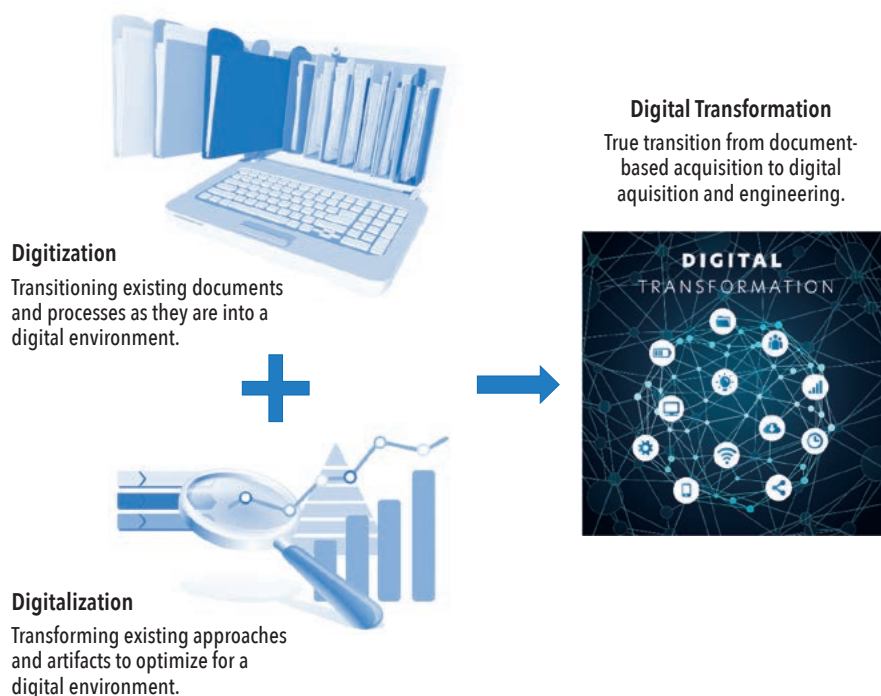 Digitization
Transitioning existing documents
and processes as they are into a
digital environment.
Digitalization
Transforming existing approaches
and artifacts to optimize for a
digital environment.
Digital Transformation
True transition from document-
based acquisition to digital
aquisition and engineering.
DIGITAL
TRANSFORMATION